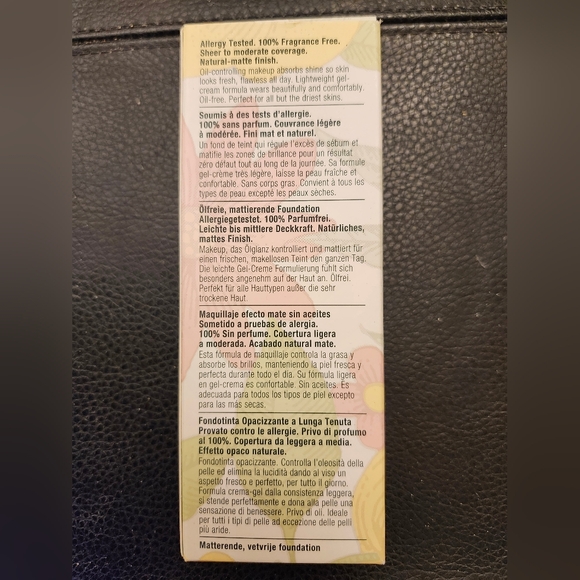 Allergy Tested. 100% Fragrance Free.
Sheer to moderate coverage.
Natural-matte finish.
Oil-controlling makeup absorbs shine so skin
looks fresh, flawless all day. Lightweight gel-
cream formula wears beautifully and comfortably.
Oil-free. Perfect for all but the driest skins.
Soumis à des tests d'allergie.
100% sans parfum. Couvrance légère
à modérée. Fini mat et naturel.
Un fond de teint qui régule l'excès de sébum et
matifie les zones de brillance pour un résultat
zéro défaut tout au long de la journée. Sa formule
gel-crème très légère, laisse la peau fraîche et
confortable. Sans corps gras. Convient à tous les
types de peau excepté les peaux sèches.
Ölfreie, mattierende Foundation
Allergiegetestet. 100% Parfumfrei.
Leichte bis mittlere Deckkraft. Natürliches,
mattes Finish.
Makeup, das Ölglanz kontrolliert und mattiert für
einen frischen, makellosen Teint den ganzen Tag.
Die leichte Gel-Creme Formulierung fühlt sich
besonders angenehm auf der Haut an. Ölfrei.
Perfekt für alle Hauttypen außer die sehr
trockene Haut.
Maquillaje efecto mate sin aceites
Sometido a pruebas de alergia.
100% Sin perfume. Cobertura ligera
a moderada. Acabado natural mate.
Esta fórmula de maquillaje controla la grasa y
absorbe los brillos, manteniendo la piel fresca y
perfecta durante todo el día. Su fórmula ligera
en gel-crema es confortable. Sin aceites. Es
adecuada para todos los tipos de piel excepto
para las más secas.
Fondotinta Opacizzante a Lunga Tenuta
Provato contro le allergie. Privo di profumo
al 100%. Copertura da leggera a media.
Effetto opaco naturale.
Fondotinta opacizzante. Controlla l'oleosità della
pelle ed elimina la lucidità dando al viso un
aspetto fresco e perfetto, per tutto il giorno.
Formula crema-gel dalla consistenza leggera,
si stende perfettamente e dona alla pelle una
sensazione di benessere. Privo di oli. Ideale
per tutti i tipi di pelle ad eccezione delle pelli
più aride.
Matterende, vetvrije foundation